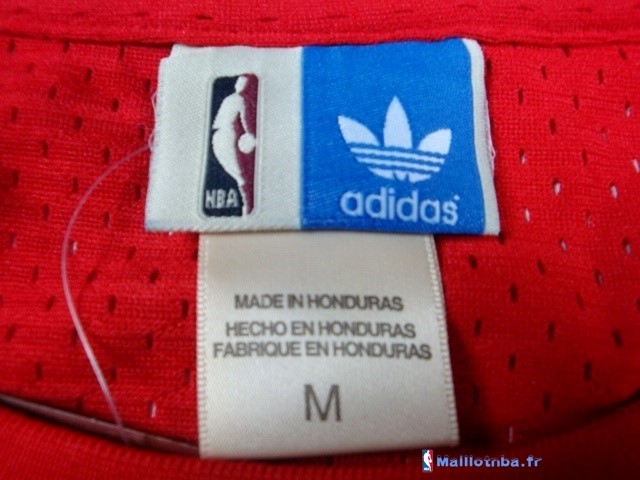 NBA
adidas
MADE IN HONDURAS
HECHO EN HONDURAS
FABRIQUE EN HONDURAS
M
Maillotnba.fr